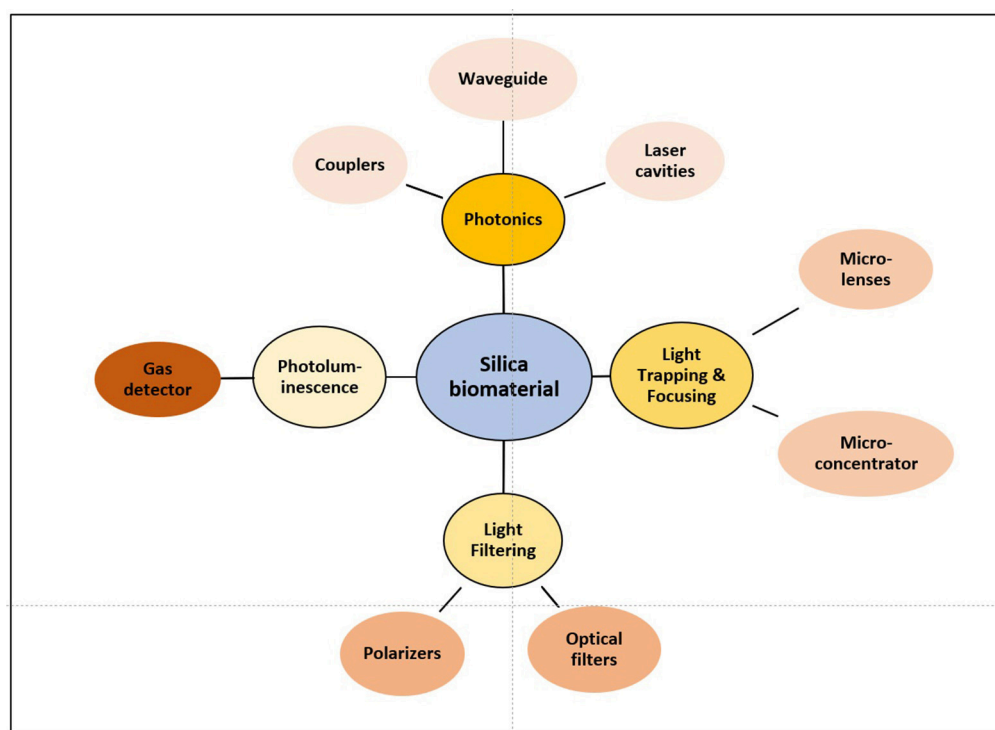 Waveguide
Couplers
Laser
cavities
Photonics
Micro-
lenses
Gas
detector
Photolum-
inescence
Silica
biomaterial
Light
Trapping &
Focusing
Micro-
concentrator
Light
Filtering
Polarizers
Optical
filters